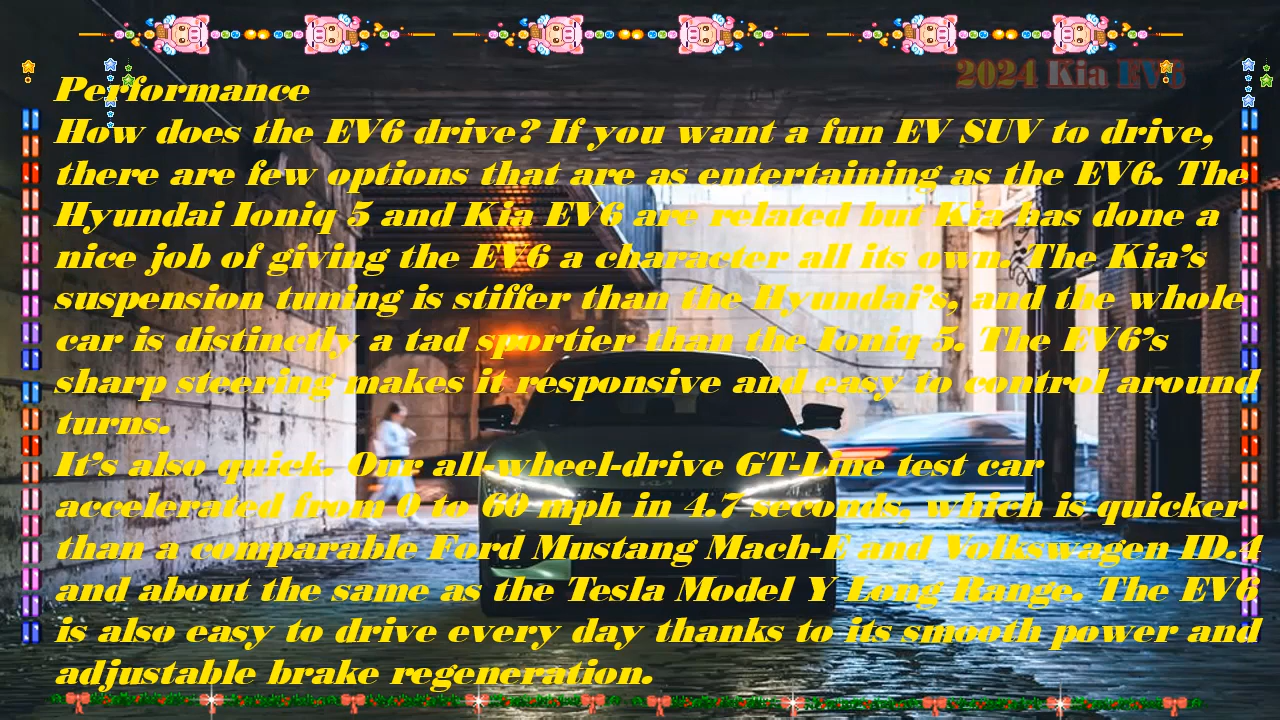 2024 Kia EV6
Performance
How does the EV6 drive? If you want a fun EV SUV to drive,
there are few options that are as entertaining as the EV6. The
Hyundai Ioniq 5 and Kia EV6 are related but Kia has done a
nice job of giving the EV6 a character all its own. The Kia’s
suspension tuning is stiffer than the Hyundai’s, and the whole
car is distinctly a tad sportier than the Ioniq 5. The EV6’s
sharp steering makes it responsive and easy to control around
turns.
It’s also quick. Our all-wheel-drive GT-Line test car
accelerated from 0 to 60 mph in 4.7 seconds, which is quicker
than a comparable Ford Mustang Mach-E and Volkswagen ID.4
and about the same as the Tesla Model Y Long Range. The EV6
is also easy to drive every day thanks to its smooth power and
adjustable brake regeneration.